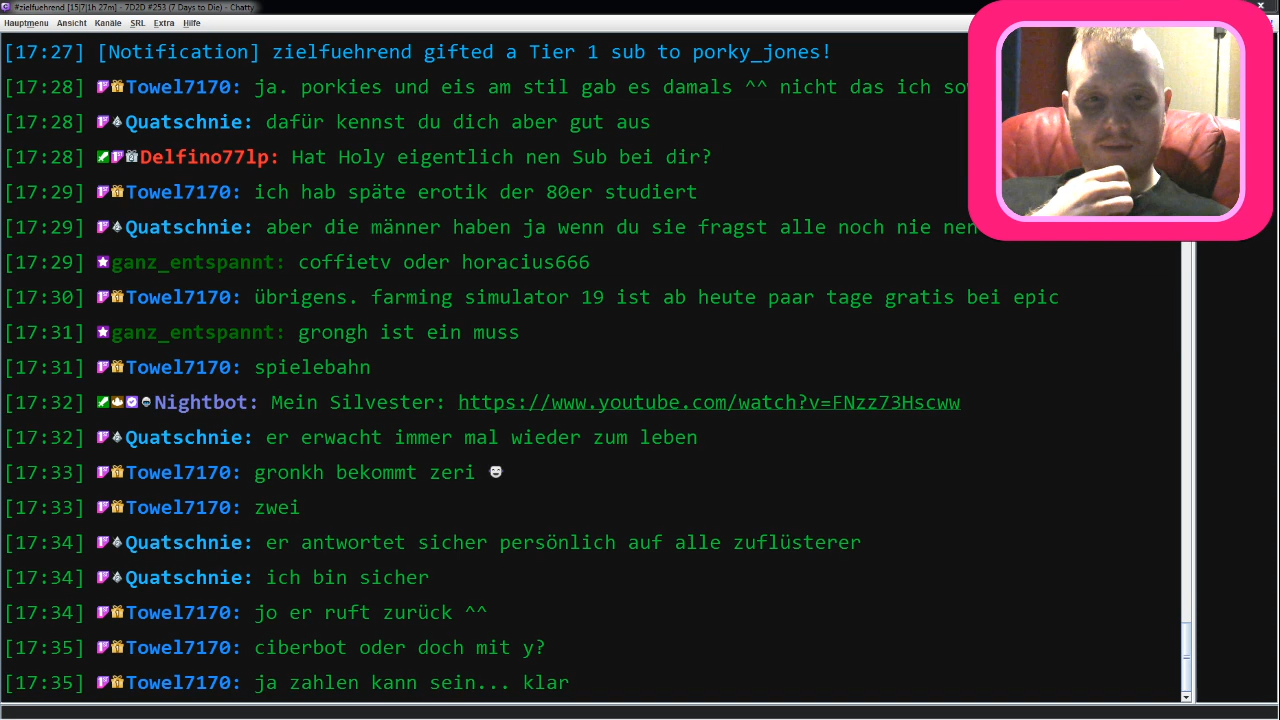 #zielfuehrend [15|7|1h 27m] - 7D2D #253 (7 Days to Die) - Chatty
Hauptmenu Ansicht Kanäle SRL Extra Hilfe
[17:27] [Notification] zielfuehrend gifted a Tier 1 sub to porky_jones!
[17:28] Towel7170: ja. porkies und eis am stil gab es damals ^^ nicht das ich
[17:28] Quatschnie: dafür kennst du dich aber gut aus
[17:28] Delfino77lp: Hat Holy eigentlich nen Sub bei dir?
[17:29] Towel7170: ich hab späte erotik der 80er studiert
[17:29] Quatschnie: aber die männer haben ja wenn du sie fragst alle noch nie
[17:29] ganz_entspannt: coffietv oder horacius666
[17:30] Towel7170: übrigens. farming simulator 19 ist ab heute paar tage gratis bei epic
[17:31] ganz_entspannt: grongh ist ein muss
[17:31] Towel7170: spielebahn
[17:32] Nightbot: Mein Silvester: https://www.youtube.com/watch?v=FNzz73Hscww
[17:32] Quatschnie: er erwacht immer mal wieder zum leben
[17:33] Towel7170: gronkh bekommt zeri
[17:33] Towel7170: zwei
[17:34] Quatschnie: er antwortet sicher persönlich auf alle zuflüsterer
[17:34] Quatschnie: ich bin sicher
[17:34] Towel7170: jo er ruft zurück ^^
[17:35] Towel7170: ciberbot oder doch mit y?
[17:35] Towel7170: ja zahlen kann sein... klar